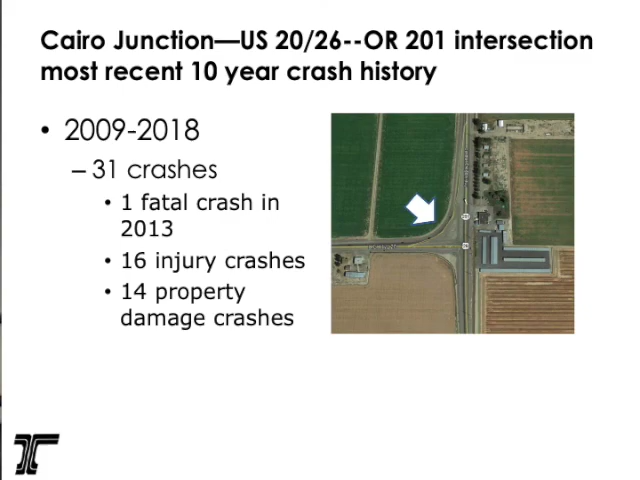 Cairo Junction—US 20/26--OR 201 intersection
most recent 10 year crash history
• 2009-2018
– 31 crashes
• 1 fatal crash in
2013
• 16 injury crashes
• 14 property
damage crashes